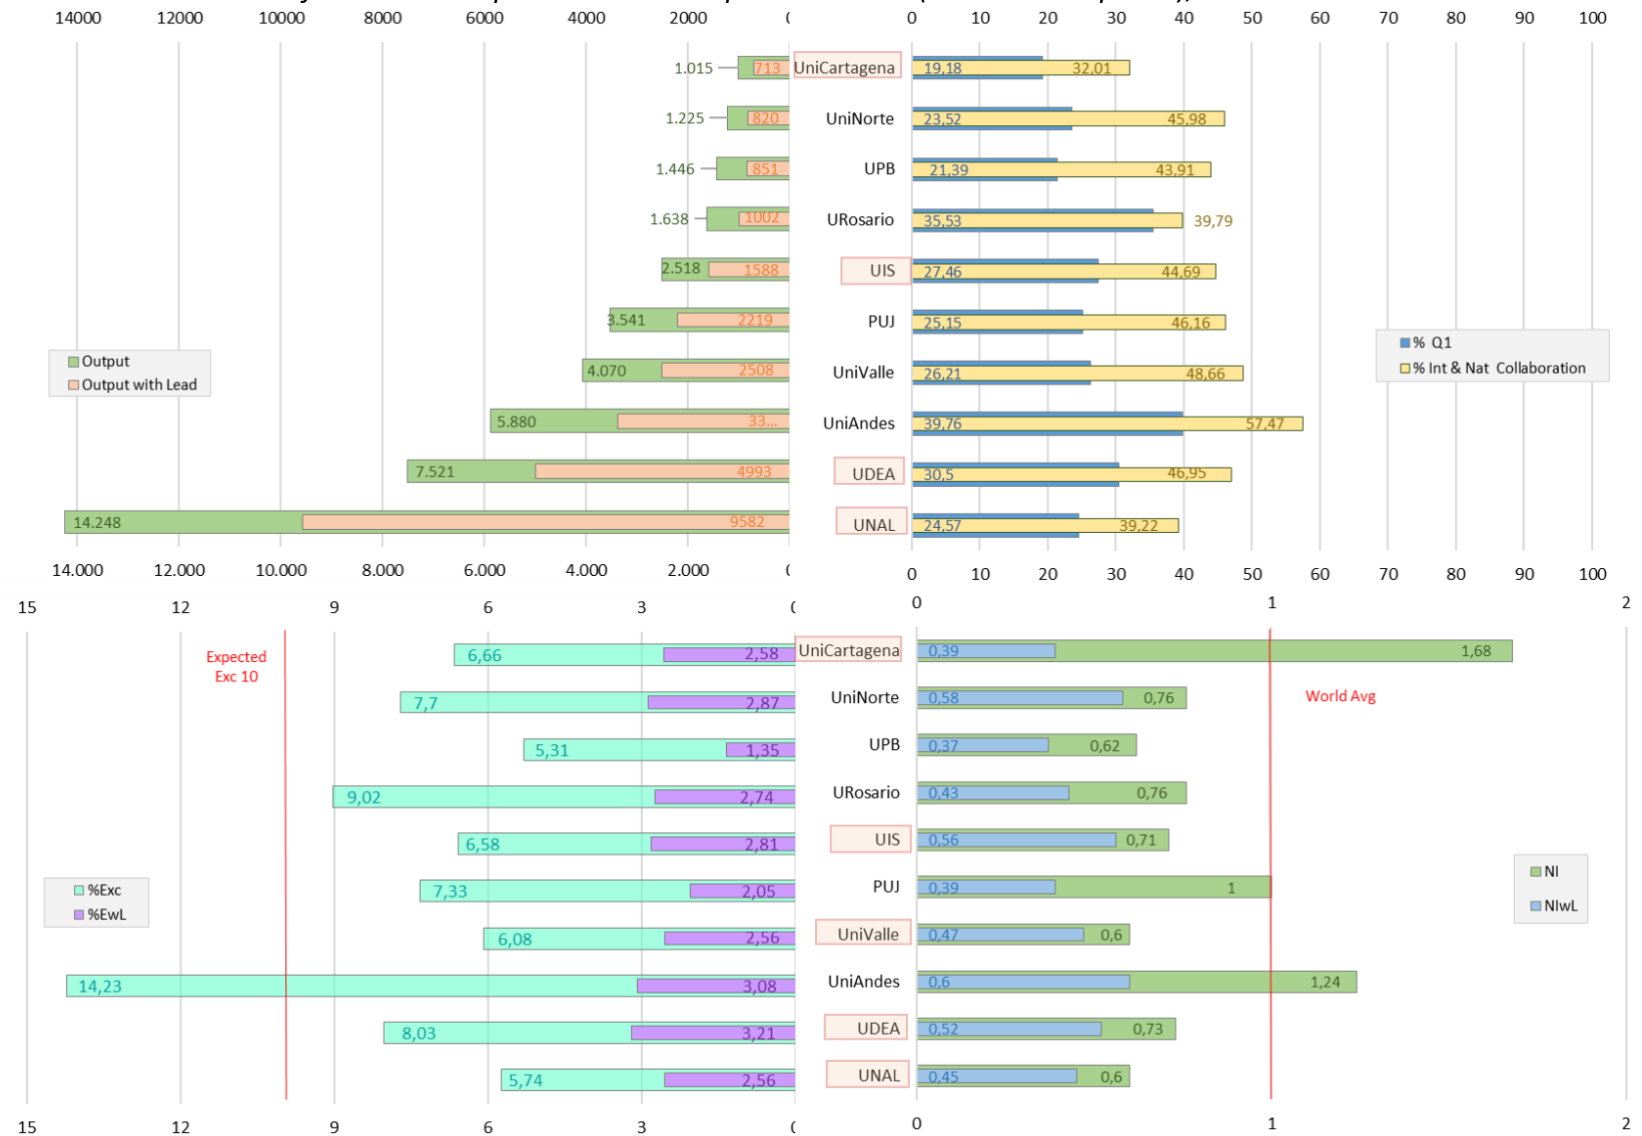 14000 12000 10000 8000 6000 4000 2000
0 10 20 30 40 50 60 70 80 90 100
1.015 713 UniCartagena 19,18 32,01
1.225 820 UniNorte 23,52 45,98
1.446 851 UPB 21,39 43,91
1.638 1002 URosario 35,53 39,79
2.518 1588 UIS 27,46 44,69
3.541 2219 PUJ 25,15 46,16
Output
Output with Lead
% Q1
% Int & Nat Collaboration
4.070 2508 UniValle 26,21 48,66
5.880 33... UniAndes 39,76 57,47
7.521 4993 UDEA 30,5 46,95
14.248 9582 UNAL 24,57 39,22
14.000 12.000 10.000 8.000 6.000 4.000 2.000
0 10 20 30 40 50 60 70 80 90 100
15 12 9 6 3
0 1 2
Expected
Exc 10
World Avg
6,66 2,58 UniCartagena 0,39 1,68
7,7 2,87 UniNorte 0,58 0,76
5,31 1,35 UPB 0,37 0,62
9,02 2,74 URosario 0,43 0,76
6,58 2,81 UIS 0,56 0,71
7,33 2,05 PUJ 0,39 1
%Exc
%EwL
NI
NIwL
6,08 2,56 UniValle 0,47 0,6
14,23 3,08 UniAndes 0,6 1,24
8,03 3,21 UDEA 0,52 0,73
5,74 2,56 UNAL 0,45 0,6
15 12 9 6 3
0 1 2